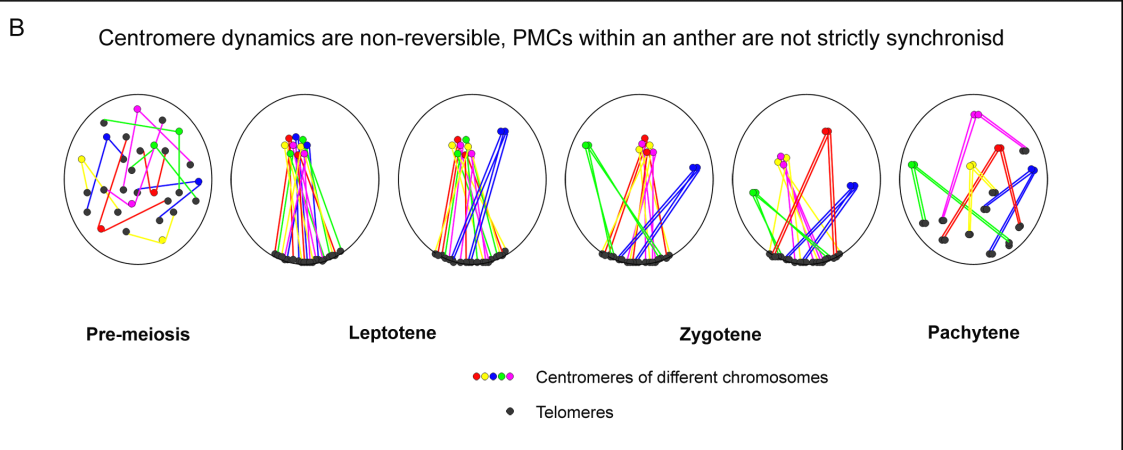 B
Centromere dynamics are non-reversible, PMCs within an anther are not strictly synchronisd
Pre-meiosis
Leptotene
Zygotene
Pachytene
Centromeres of different chromosomes
Telomeres